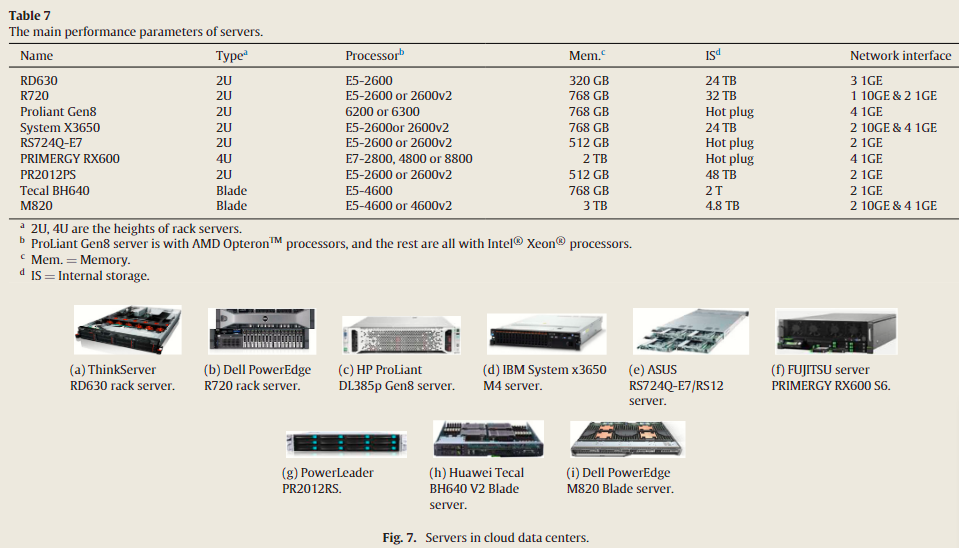 Table 7
The main performance parameters of servers.
Name Typeᵃ Processorᵇ Mem.ᶜ ISᵈ Network interface
RD630 2U E5-2600 320 GB 24 TB 3 1GE
R720 2U E5-2600 or 2600v2 768 GB 32 TB 1 10GE & 2 1GE
Proliant Gen8 2U 6200 or 6300 768 GB Hot plug 4 1GE
System X3650 2U E5-2600or 2600v2 768 GB 24 TB 2 10GE & 4 1GE
RS724Q-E7 2U E5-2600 or 2600v2 512 GB Hot plug 2 1GE
PRIMERGY RX600 4U E7-2800, 4800 or 8800 2 TB Hot plug 4 1GE
PR2012PS 2U E5-2600 or 2600v2 512 GB 48 TB 2 1GE
Tecal BH640 Blade E5-4600 768 GB 2 T 2 1GE
M820 Blade E5-4600 or 4600v2 3 TB 4.8 TB 2 10GE & 4 1GE
ᵃ 2U, 4U are the heights of rack servers.
ᵇ ProLiant Gen8 server is with AMD Opteron™ processors, and the rest are all with Intel® Xeon® processors.
ᶜ Mem. = Memory.
ᵈ IS = Internal storage.
(a) ThinkServer
RD630 rack server.
(b) Dell PowerEdge
R720 rack server.
(c) HP ProLiant
DL385p Gen8 server.
(d) IBM System x3650
M4 server.
(e) ASUS
RS724Q-E7/RS12
server.
(f) FUJITSU server
PRIMERGY RX600 S6.
(g) PowerLeader
PR2012RS.
(h) Huawei Tecal
BH640 V2 Blade
server.
(i) Dell PowerEdge
M820 Blade server.
Fig. 7. Servers in cloud data centers.